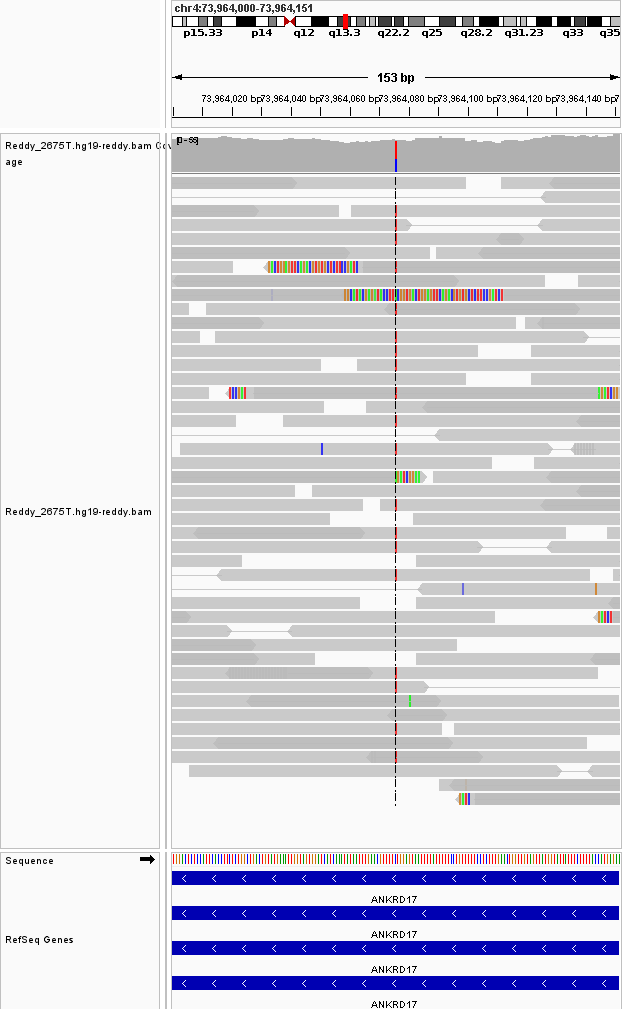 chr4:73,964,000-73,964,151
p15.33 p14 q12 q13.3 q22.2 q25 q28.2 q31.23 q33 q35
153 bp
73,964,020 bp 73,964,040 bp 73,964,060 bp 73,964,080 bp 73,964,100 bp 73,964,120 bp 73,964,140 bp 7
Reddy_2675T.hg19-reddy.bam Cov
age
Reddy_2675T.hg19-reddy.bam
Sequence
ANKRD17
ANKRD17
RefSeq Genes
ANKRD17
ANKRD17